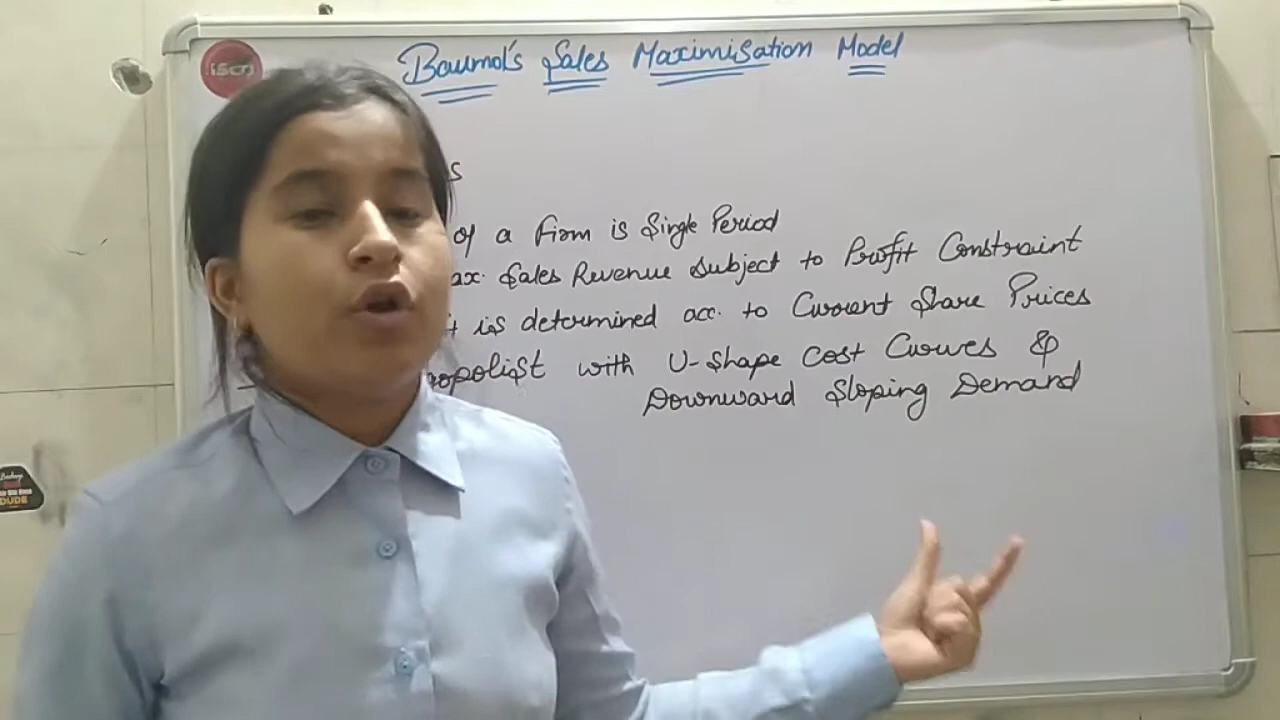 Baumol's Sales Maximisation Model
of a firm is Single Period
ax. Sales Revenue subject to Profit Constraint
is determined acc. to Current Share Prices
opolist with U-Shape Cost Curves &
Downward Sloping Demand
DUDE